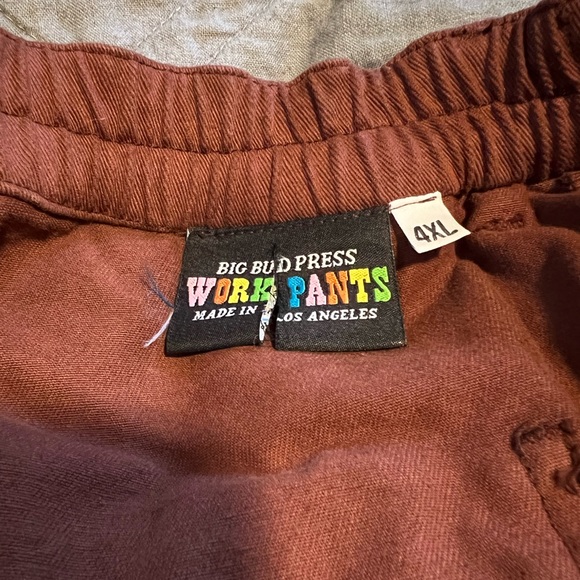 BIG BUD PRESS
WORK PANTS
MADE IN LOS ANGELES
4XL